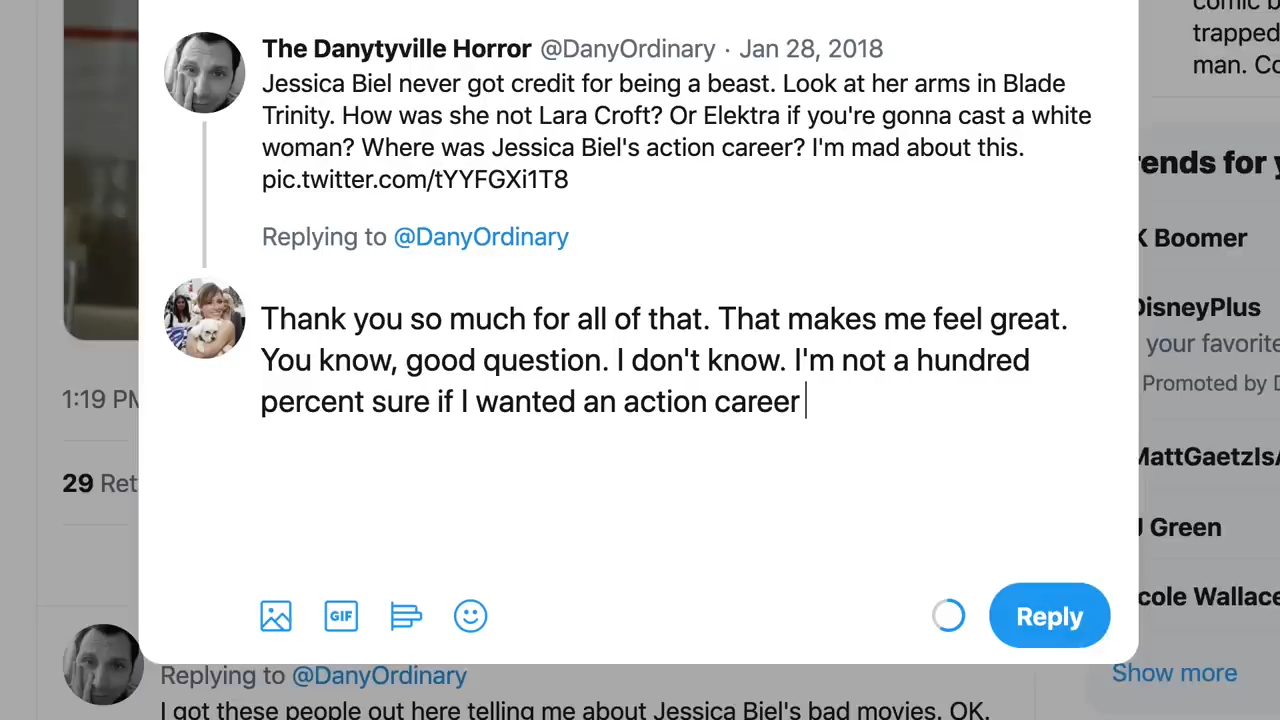 comic b
trapped
man. Co
The Danytyville Horror @DanyOrdinary · Jan 28, 2018
Jessica Biel never got credit for being a beast. Look at her arms in Blade
Trinity. How was she not Lara Croft? Or Elektra if you're gonna cast a white
woman? Where was Jessica Biel's action career? I'm mad about this.
pic.twitter.com/tYYFGXi1T8
Replying to @DanyOrdinary
Thank you so much for all of that. That makes me feel great.
You know, good question. I don't know. I'm not a hundred
percent sure if I wanted an action career
GIF
Reply
1:19 PM
29 Ret
ends for y
K Boomer
DisneyPlus
your favorite
Promoted by D
MattGaetzIsA
J Green
cole Wallace
Show more
Replying to @DanyOrdinary
I got these people out here telling me about Jessica Biel's bad movies. OK.